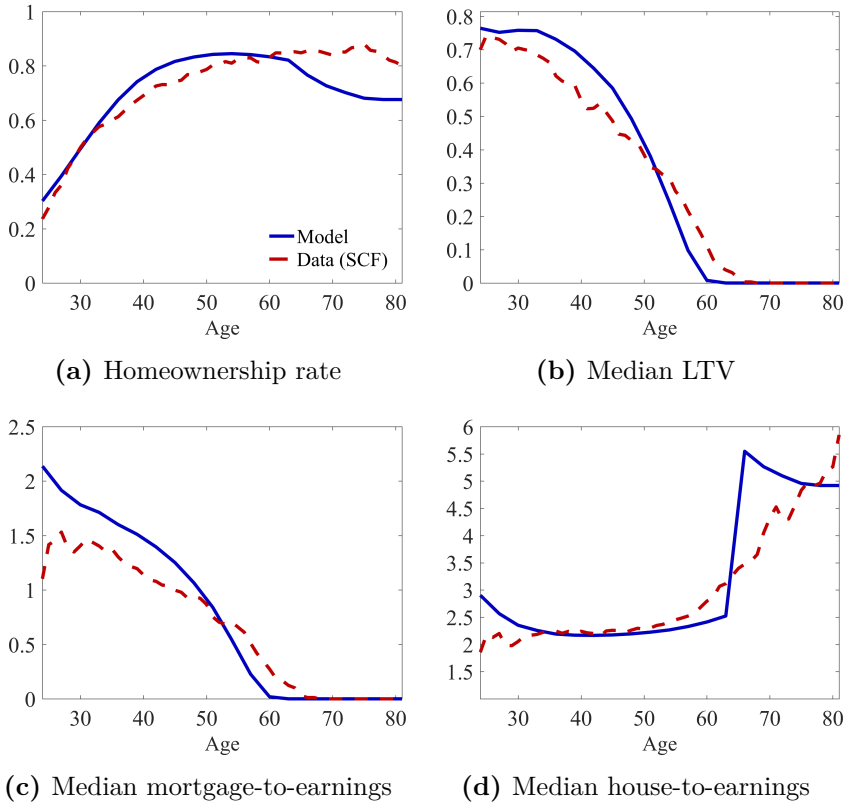 1
0.8
0.6
0.4
0.2
0
Model
Data (SCF)
30 40 50 60 70 80
Age
(a) Homeownership rate
0.8
0.7
0.6
0.5
0.4
0.3
0.2
0.1
0
30 40 50 60 70 80
Age
(b) Median LTV
2.5
2
1.5
1
0.5
0
30 40 50 60 70 80
Age
(c) Median mortgage-to-earnings
6
5.5
5
4.5
4
3.5
3
2.5
2
1.5
30 40 50 60 70 80
Age
(d) Median house-to-earnings